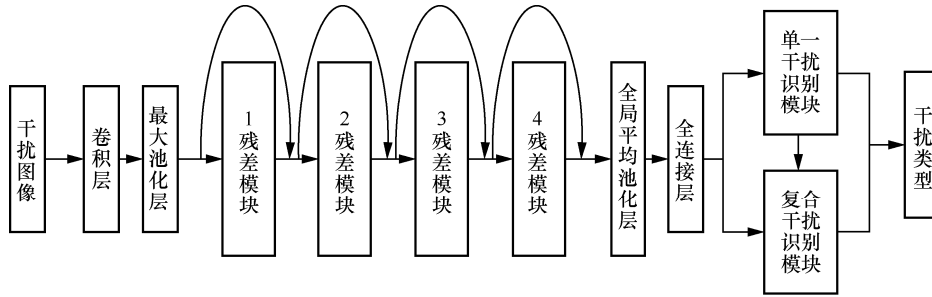 干扰图像
卷积层
最大池化层
1
残差模块
2
残差模块
3
残差模块
4
残差模块
全局平均池化层
全连接层
单一
干扰
识别
模块
复合
干扰
识别
模块
干扰类型